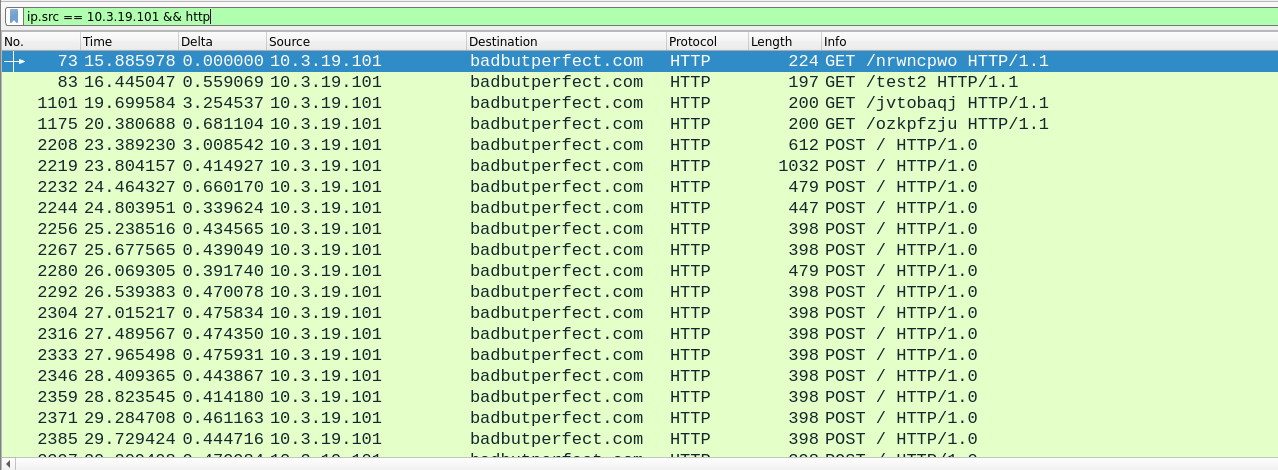 ip.src == 10.3.19.101 && http
No. Time Delta Source Destination Protocol Length Info
73 15.885978 0.000000 10.3.19.101 badbutperfect.com HTTP 224 GET /nrwncpwo HTTP/1.1
83 16.445047 0.559069 10.3.19.101 badbutperfect.com HTTP 197 GET /test2 HTTP/1.1
1101 19.699584 3.254537 10.3.19.101 badbutperfect.com HTTP 200 GET /jvtobaqj HTTP/1.1
1175 20.380688 0.681104 10.3.19.101 badbutperfect.com HTTP 200 GET /ozkpfzju HTTP/1.1
2208 23.389230 3.008542 10.3.19.101 badbutperfect.com HTTP 612 POST / HTTP/1.0
2219 23.804157 0.414927 10.3.19.101 badbutperfect.com HTTP 1032 POST / HTTP/1.0
2232 24.464327 0.660170 10.3.19.101 badbutperfect.com HTTP 479 POST / HTTP/1.0
2244 24.803951 0.339624 10.3.19.101 badbutperfect.com HTTP 447 POST / HTTP/1.0
2256 25.238516 0.434565 10.3.19.101 badbutperfect.com HTTP 398 POST / HTTP/1.0
2267 25.677565 0.439049 10.3.19.101 badbutperfect.com HTTP 398 POST / HTTP/1.0
2280 26.069305 0.391740 10.3.19.101 badbutperfect.com HTTP 479 POST / HTTP/1.0
2292 26.539383 0.470078 10.3.19.101 badbutperfect.com HTTP 398 POST / HTTP/1.0
2304 27.015217 0.475834 10.3.19.101 badbutperfect.com HTTP 398 POST / HTTP/1.0
2316 27.489567 0.474350 10.3.19.101 badbutperfect.com HTTP 398 POST / HTTP/1.0
2333 27.965498 0.475931 10.3.19.101 badbutperfect.com HTTP 398 POST / HTTP/1.0
2346 28.409365 0.443867 10.3.19.101 badbutperfect.com HTTP 398 POST / HTTP/1.0
2359 28.823545 0.414180 10.3.19.101 badbutperfect.com HTTP 398 POST / HTTP/1.0
2371 29.284708 0.461163 10.3.19.101 badbutperfect.com HTTP 398 POST / HTTP/1.0
2385 29.729424 0.444716 10.3.19.101 badbutperfect.com HTTP 398 POST / HTTP/1.0